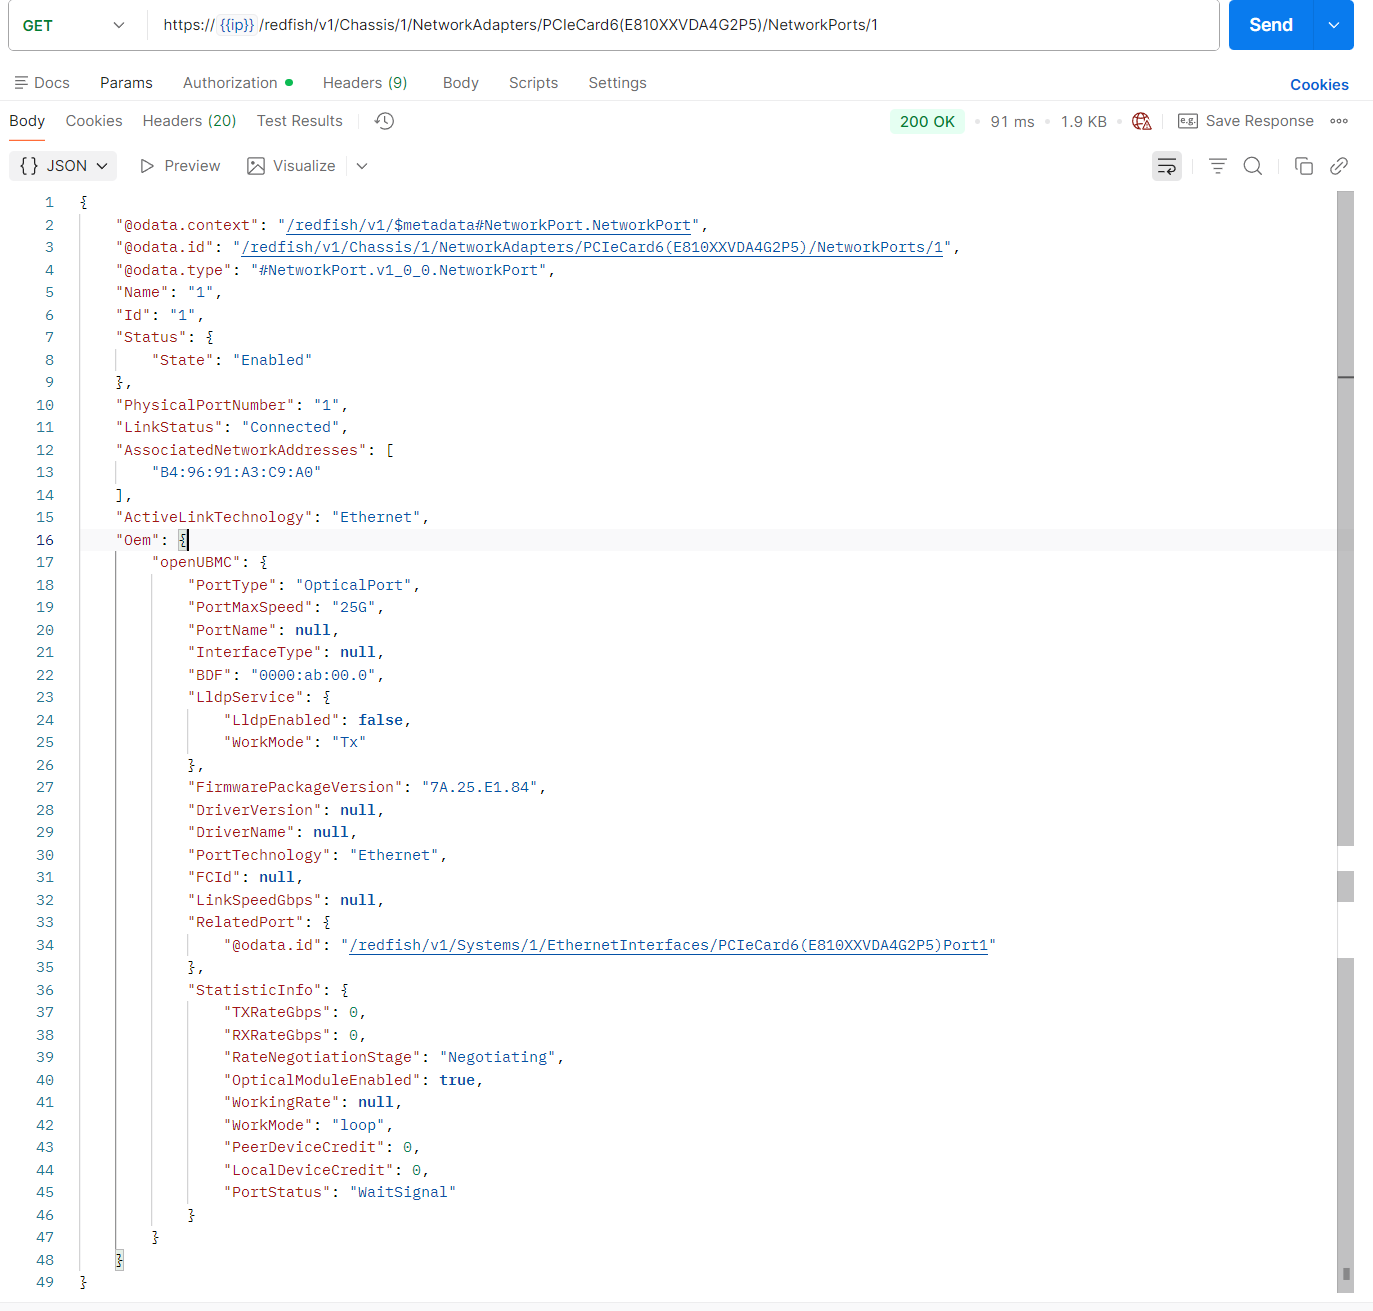 GET https://{{ip}}/redfish/v1/Chassis/1/NetworkAdapters/PCIeCard6(E810XXVDA4G2P5)/NetworkPorts/1 Send
Docs Params Authorization Headers (9) Body Scripts Settings Cookies
Body Cookies Headers (20) Test Results 200 OK 91 ms 1.9 KB e.g. Save Response
{} JSON Preview Visualize
1 {
2 "@odata.context": "/redfish/v1/$metadata#NetworkPort.NetworkPort",
3 "@odata.id": "/redfish/v1/Chassis/1/NetworkAdapters/PCIeCard6(E810XXVDA4G2P5)/NetworkPorts/1",
4 "@odata.type": "#NetworkPort.v1_0_0.NetworkPort",
5 "Name": "1",
6 "Id": "1",
7 "Status": {
8 "State": "Enabled"
9 },
10 "PhysicalPortNumber": "1",
11 "LinkStatus": "Connected",
12 "AssociatedNetworkAddresses": [
13 "B4:96:91:A3:C9:A0"
14 ],
15 "ActiveLinkTechnology": "Ethernet",
16 "Oem": {
17 "openUBMC": {
18 "PortType": "OpticalPort",
19 "PortMaxSpeed": "25G",
20 "PortName": null,
21 "InterfaceType": null,
22 "BDF": "0000:ab:00.0",
23 "LldpService": {
24 "LldpEnabled": false,
25 "WorkMode": "Tx"
26 },
27 "FirmwarePackageVersion": "7A.25.E1.84",
28 "DriverVersion": null,
29 "DriverName": null,
30 "PortTechnology": "Ethernet",
31 "FCId": null,
32 "LinkSpeedGbps": null,
33 "RelatedPort": {
34 "@odata.id": "/redfish/v1/Systems/1/EthernetInterfaces/PCIeCard6(E810XXVDA4G2P5)Port1"
35 },
36 "StatisticInfo": {
37 "TXRateGbps": 0,
38 "RXRateGbps": 0,
39 "RateNegotiationStage": "Negotiating",
40 "OpticalModuleEnabled": true,
41 "WorkingRate": null,
42 "WorkMode": "loop",
43 "PeerDeviceCredit": 0,
44 "LocalDeviceCredit": 0,
45 "PortStatus": "WaitSignal"
46 }
47 }
48 }
49 }